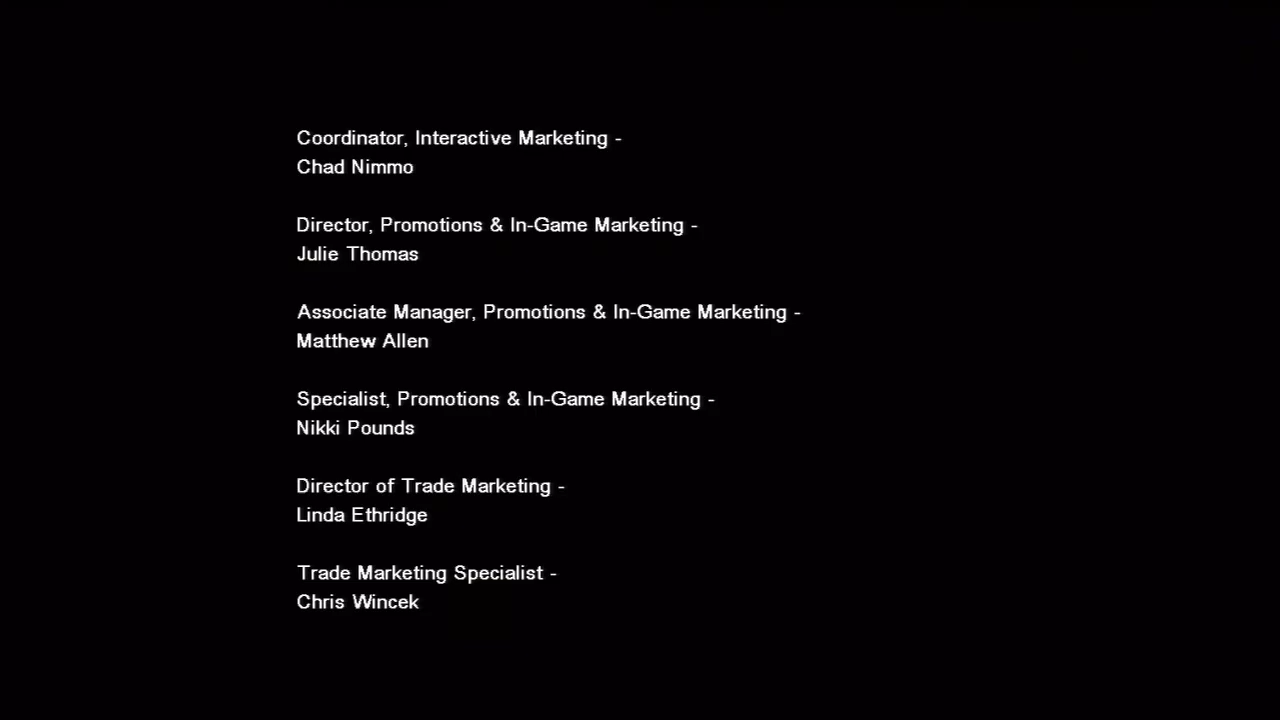 Coordinator, Interactive Marketing -
Chad Nimmo
Director, Promotions & In-Game Marketing -
Julie Thomas
Associate Manager, Promotions & In-Game Marketing -
Matthew Allen
Specialist, Promotions & In-Game Marketing -
Nikki Pounds
Director of Trade Marketing -
Linda Ethridge
Trade Marketing Specialist -
Chris Wincek